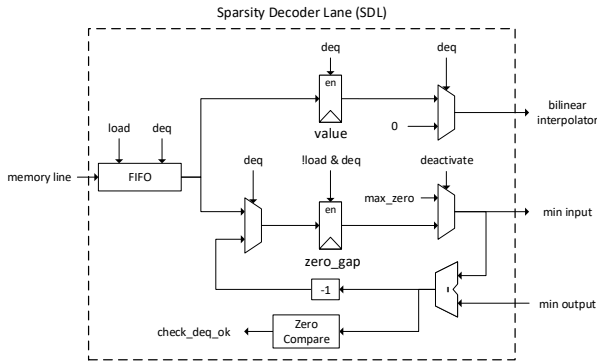 Sparsity Decoder Lane (SDL)
deq
deq
en
value
0
bilinear
interpolator
load
deq
memory line
FIFO
deq
!load & deq
deactivate
en
max_zero
min input
zero_gap
-1
-
min output
check_deq_ok
Zero
Compare